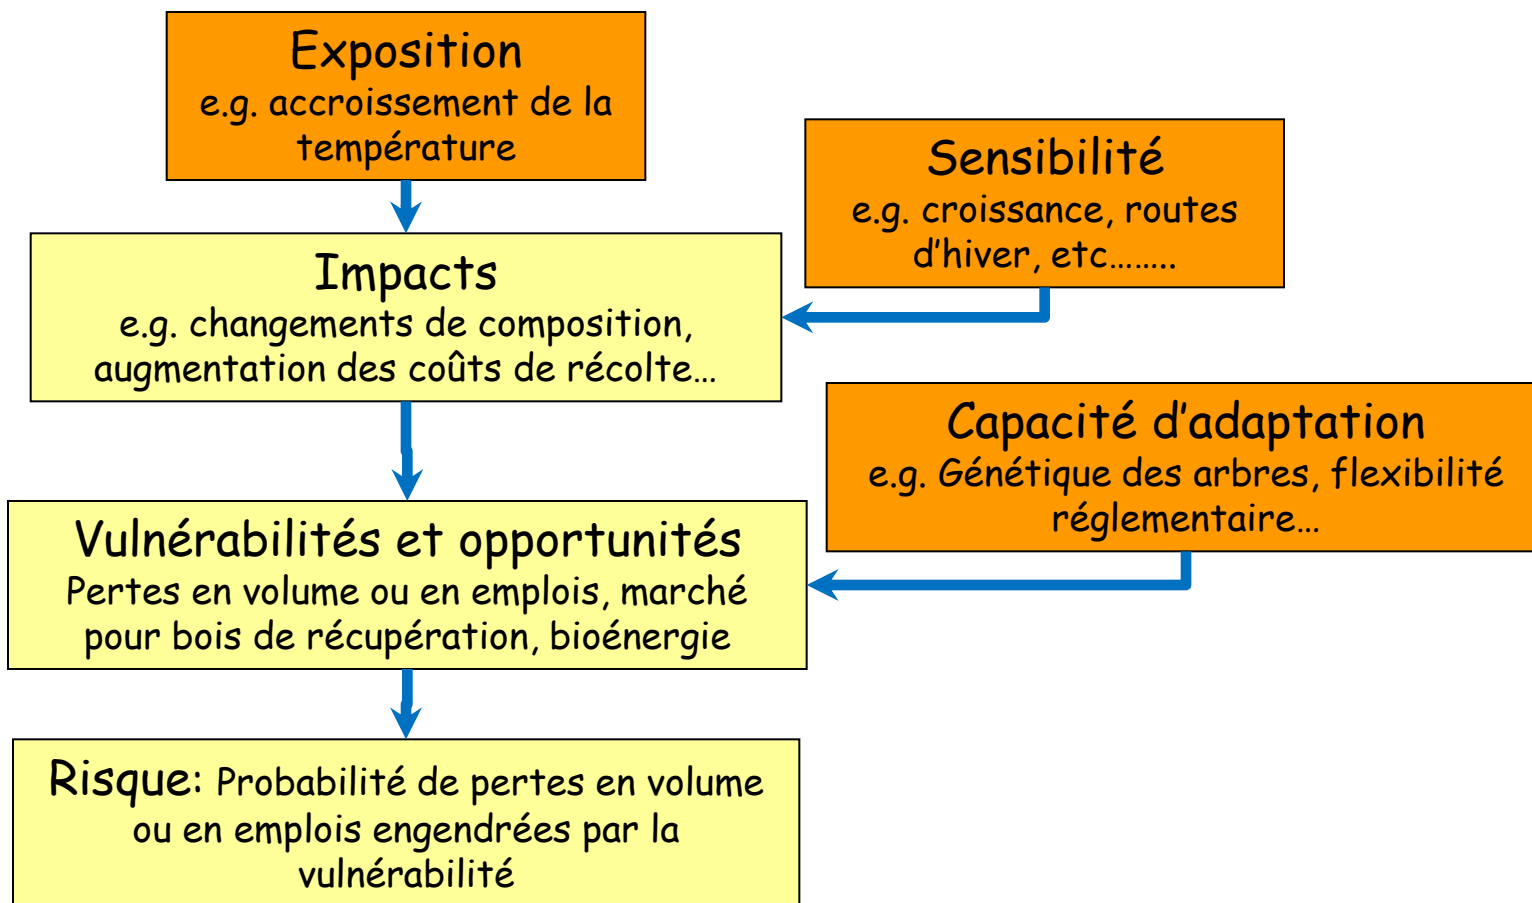 Exposition
e.g. accroissement de la
température
Sensibilité
e.g. croissance, routes
d'hiver, etc……..
Impacts
e.g. changements de composition,
augmentation des coûts de récolte…
Capacité d'adaptation
e.g. Génétique des arbres, flexibilité
réglementaire…
Vulnérabilités et opportunités
Pertes en volume ou en emplois, marché
pour bois de récupération, bioénergie
Risque: Probabilité de pertes en volume
ou en emplois engendrées par la
vulnérabilité